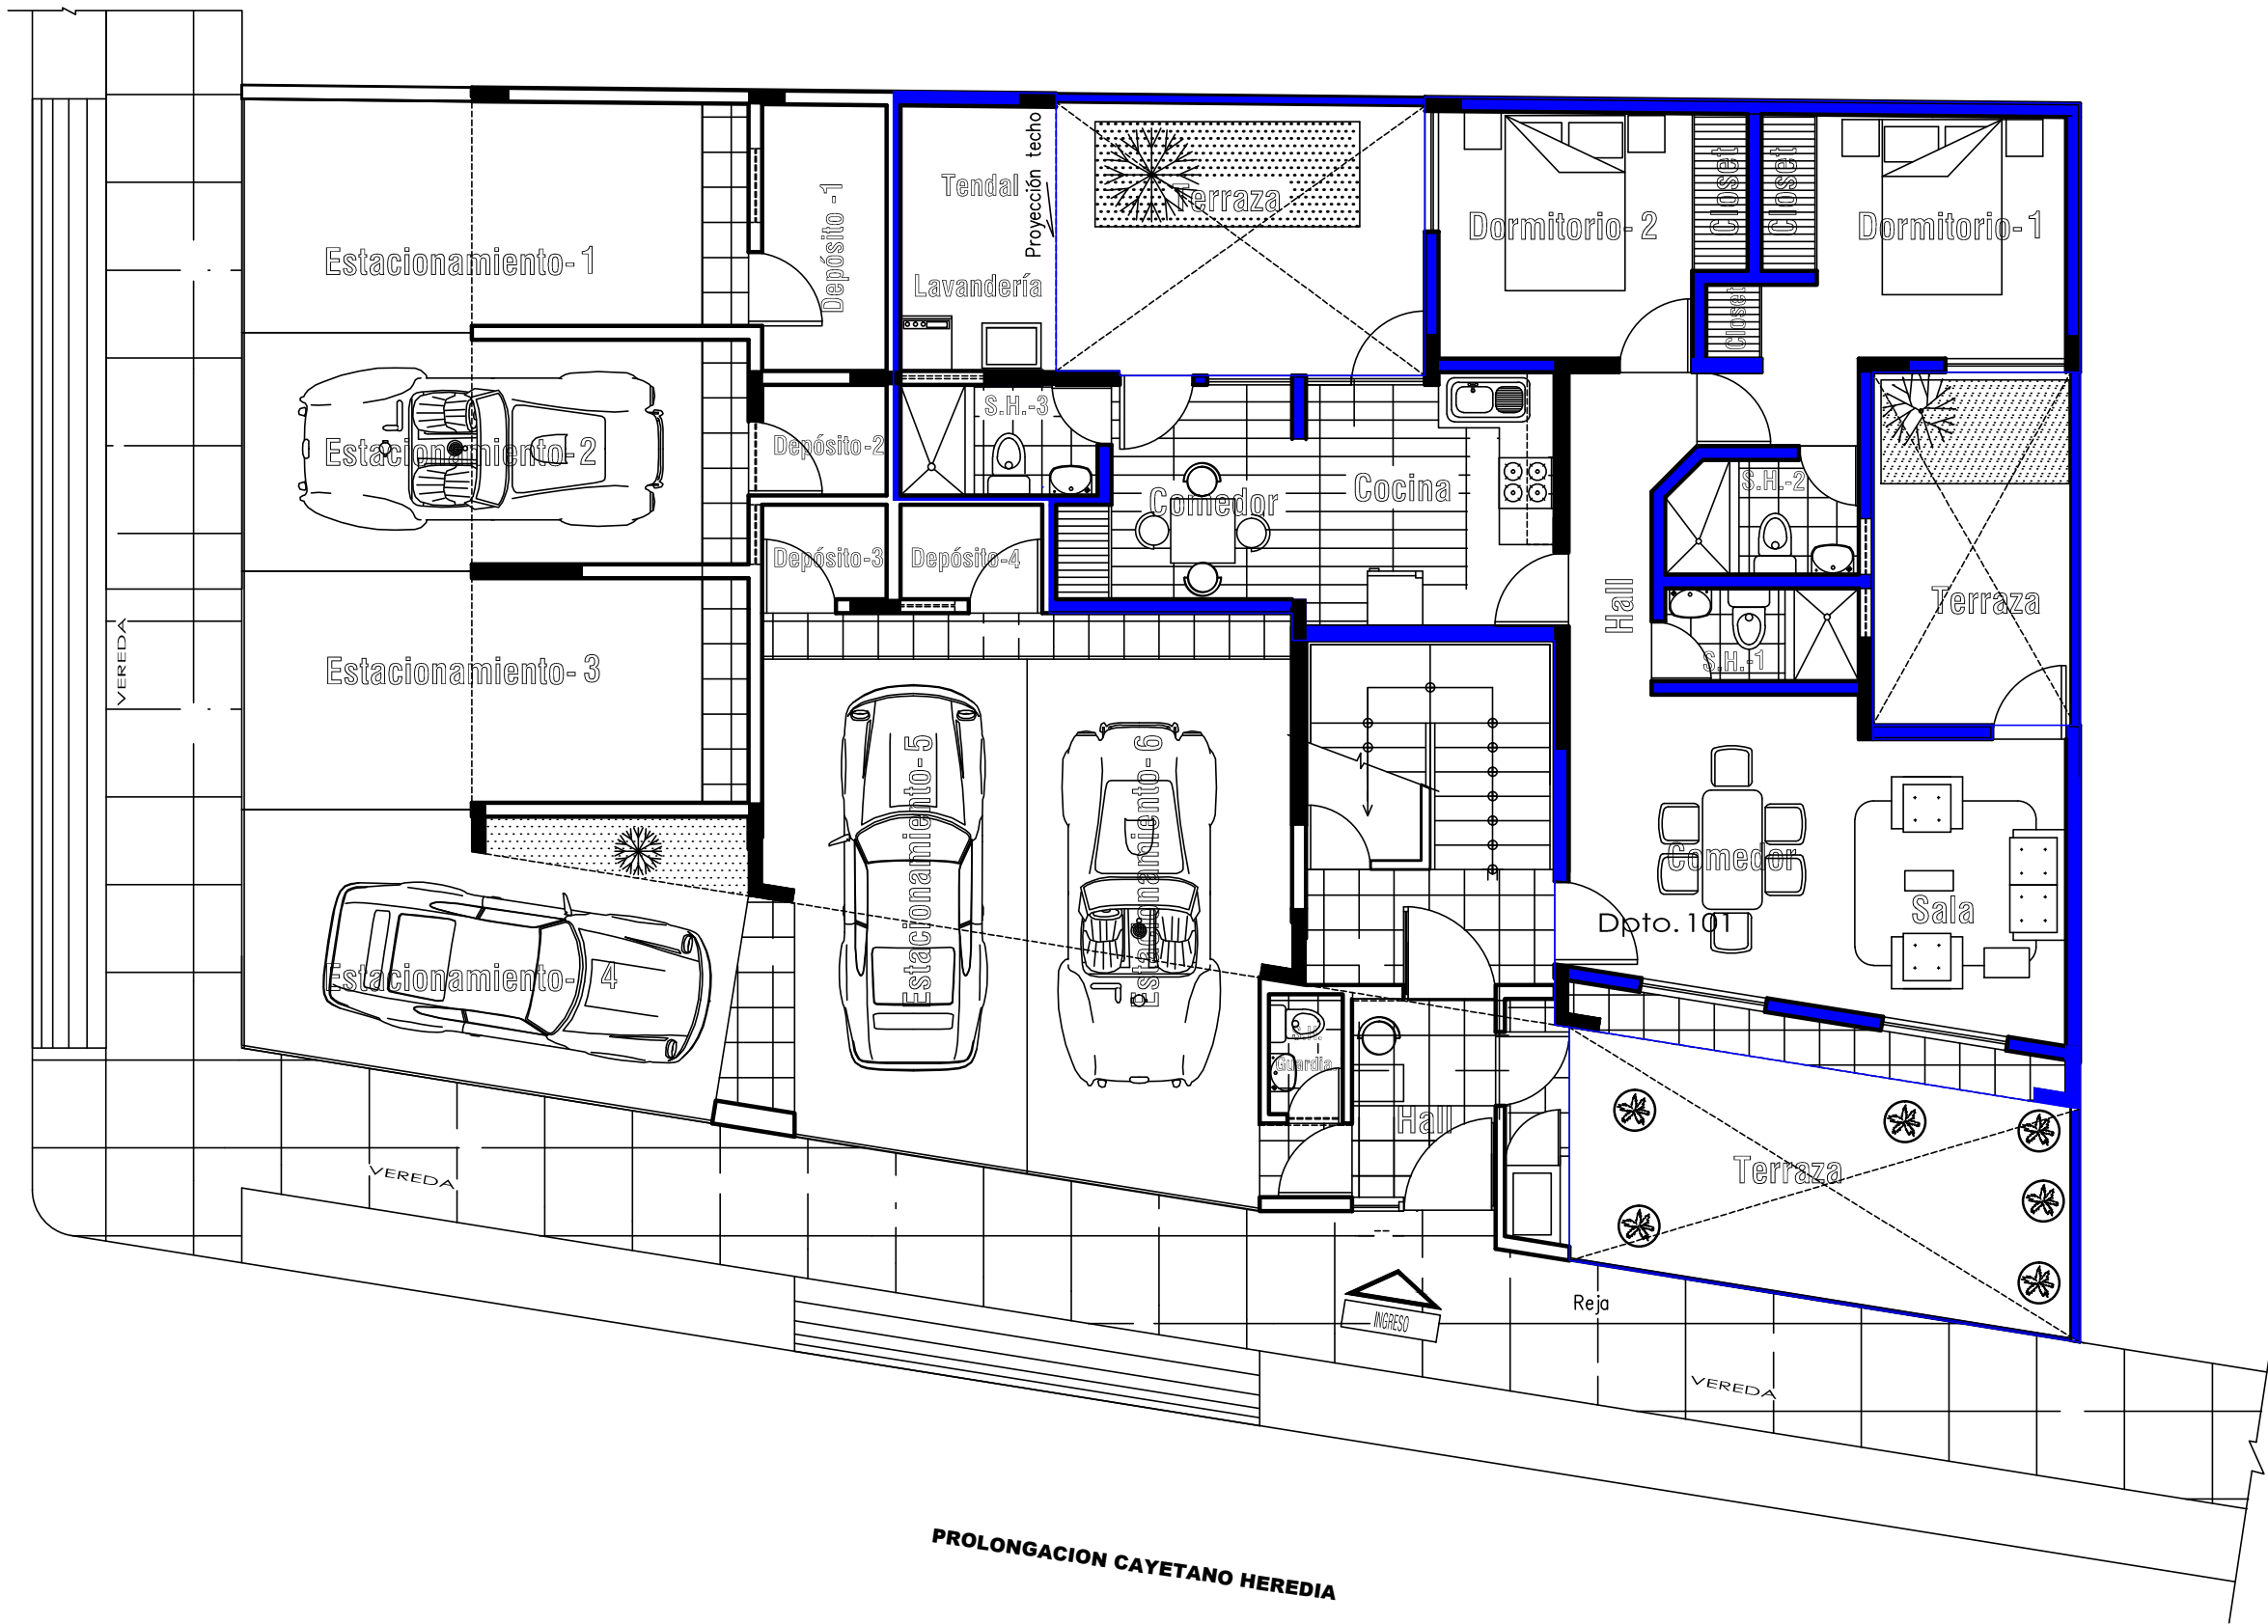 Proyección techo
Tendal
Terraza
Closet
Closet
Dormitorio- 2
Dormitorio- 1
Estacionamiento- 1
Depósito -1
Lavandería
Closet
S.H.-3
Estacionamiento- 2
Depósito-2
Comedor
Cocina
S.H.-2
Depósito-3
Depósito-4
Hall
Terraza
VEREDA
Estacionamiento- 3
S.H.-1
Estacionamiento-5
Estacionamiento-6
Comedor
Sala
Dpto. 101
Estacionamiento- 4
S.H.
Guardia
Hall
Terraza
VEREDA
Reja
INGRESO
VEREDA
PROLONGACION CAYETANO HEREDIA